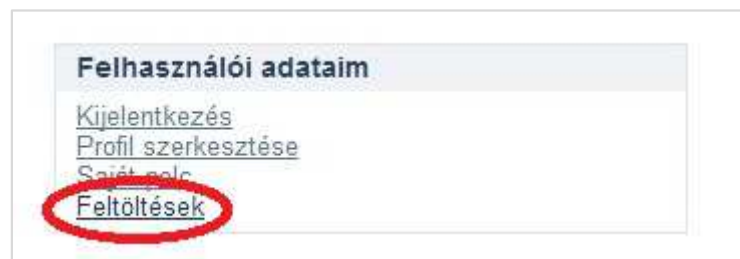 Felhasználói adataim
Kijelentkezés
Profil szerkesztése
Saját polc
Feltöltések